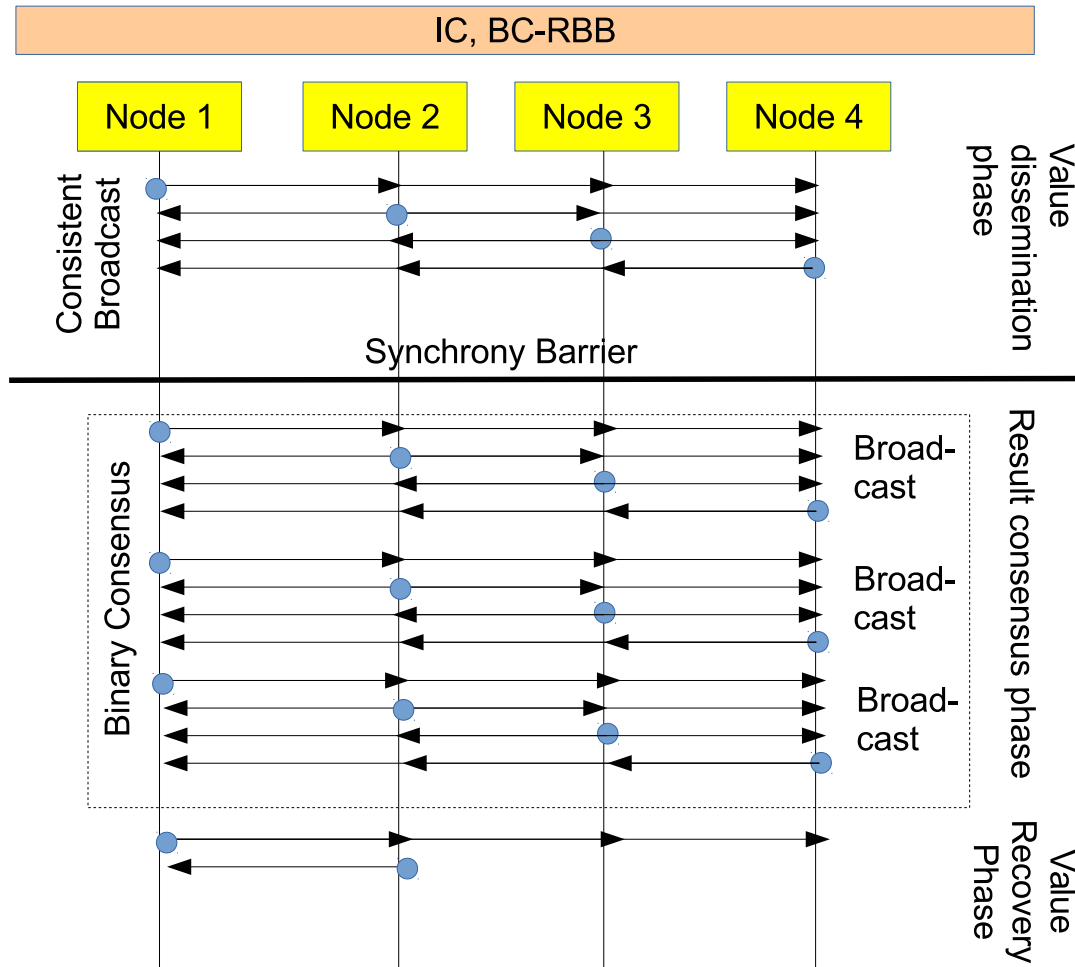 IC, BC-RBB
Node 1
Node 2
Node 3
Node 4
Consistent
Broadcast
Value
dissemination
phase
Synchrony Barrier
Binary Consensus
Broad-
cast
Broad-
cast
Broad-
cast
Result consensus phase
Value
Recovery
Phase